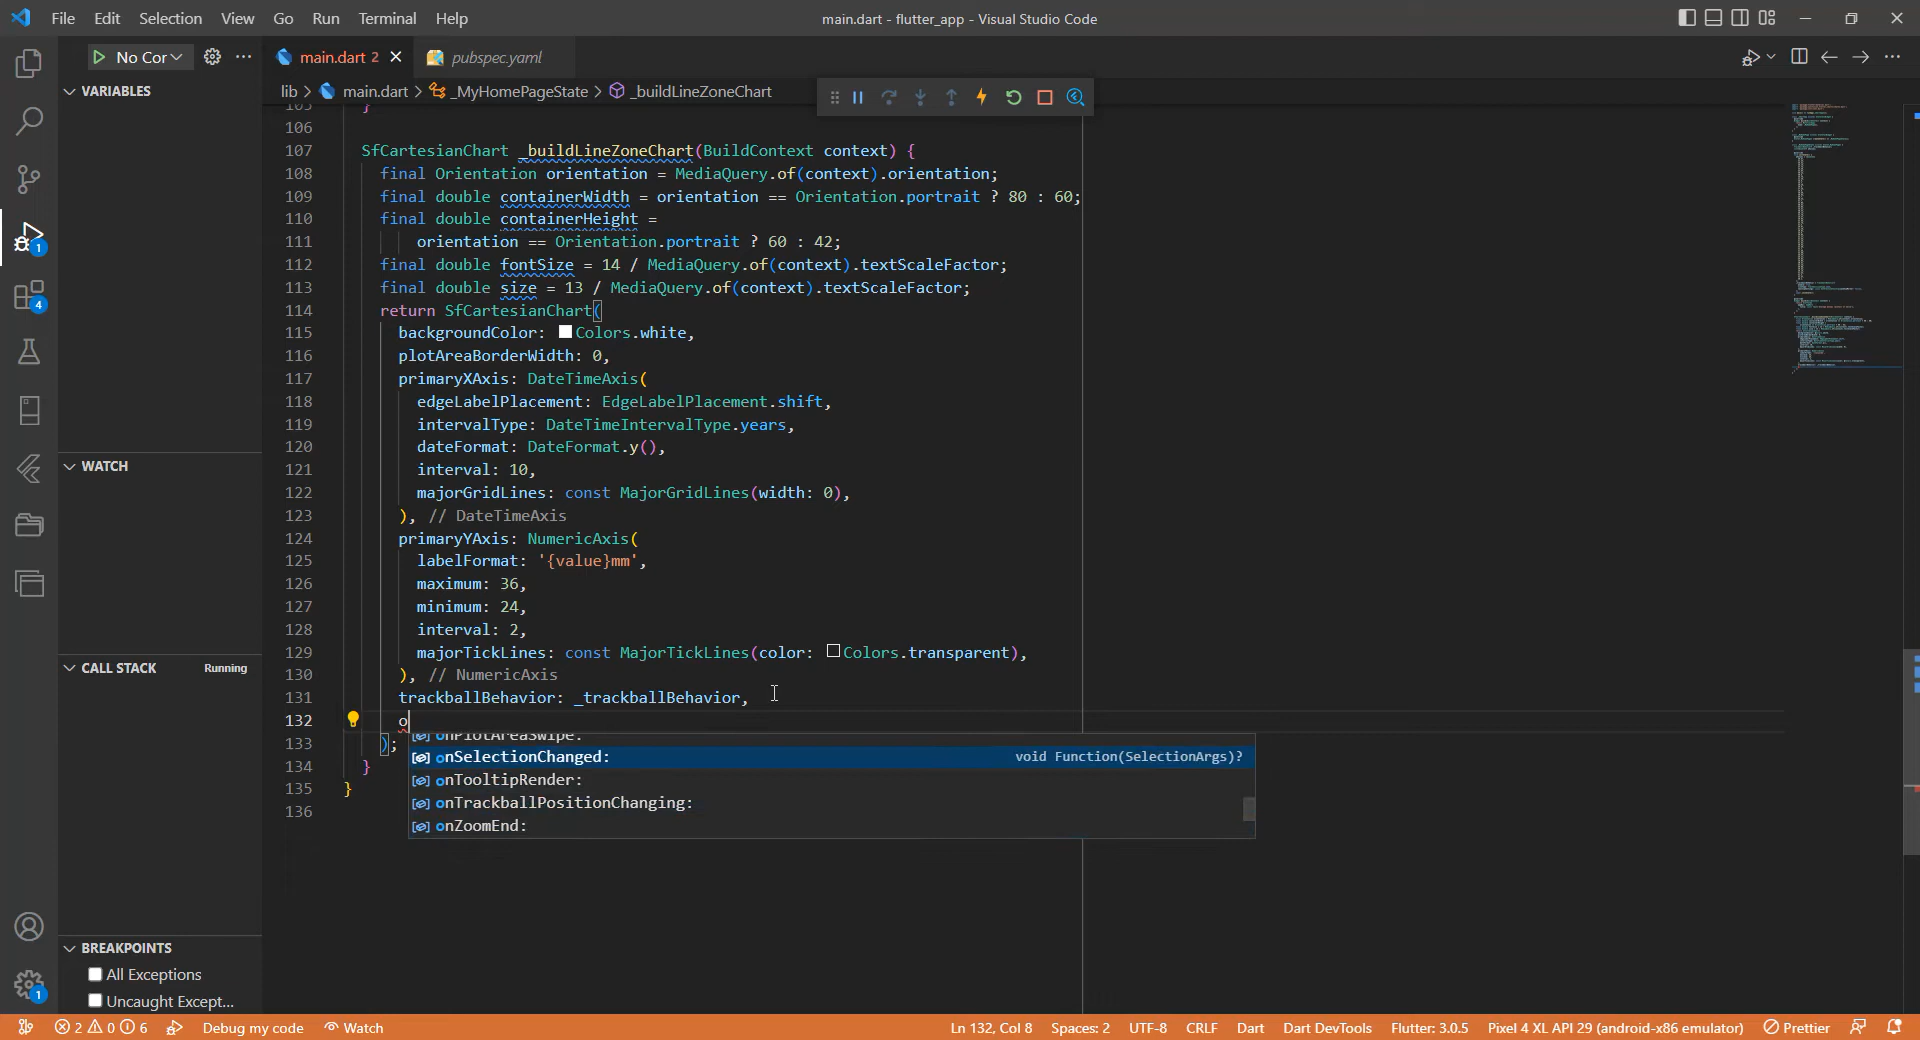 File Edit Selection View Go Run Terminal Help
main.dart - flutter_app - Visual Studio Code
No Cor
main.dart 2
pubspec.yaml
VARIABLES
lib > main.dart > _MyHomePageState > _buildLineZoneChart
105 }
106
107 SfCartesianChart _buildLineZoneChart(BuildContext context) {
108 final Orientation orientation = MediaQuery.of(context).orientation;
109 final double containerWidth = orientation == Orientation.portrait ? 80 : 60;
110 final double containerHeight =
111 orientation == Orientation.portrait ? 60 : 42;
112 final double fontSize = 14 / MediaQuery.of(context).textScaleFactor;
113 final double size = 13 / MediaQuery.of(context).textScaleFactor;
114 return SfCartesianChart(
115 backgroundColor: Colors.white,
116 plotAreaBorderWidth: 0,
117 primaryXAxis: DateTimeAxis(
118 edgeLabelPlacement: EdgeLabelPlacement.shift,
119 intervalType: DateTimeIntervalType.years,
120 dateFormat: DateFormat.y(),
121 interval: 10,
122 majorGridLines: const MajorGridLines(width: 0),
123 ), // DateTimeAxis
124 primaryYAxis: NumericAxis(
125 labelFormat: '{value}mm',
126 maximum: 36,
127 minimum: 24,
128 interval: 2,
129 majorTickLines: const MajorTickLines(color: Colors.transparent),
130 ), // NumericAxis
131 trackballBehavior: _trackballBehavior,
132 o
133 );
134 }
135 }
136
onPlotAreaSwipe:
onSelectionChanged: void Function(SelectionArgs)?
onTooltipRender:
onTrackballPositionChanging:
onZoomEnd:
WATCH
CALL STACK Running
BREAKPOINTS
All Exceptions
Uncaught Except...
1
4
1
2 0 6 Debug my code Watch
Ln 132, Col 8 Spaces: 2 UTF-8 CRLF Dart Dart DevTools Flutter: 3.0.5 Pixel 4 XL API 29 (android-x86 emulator) Prettier